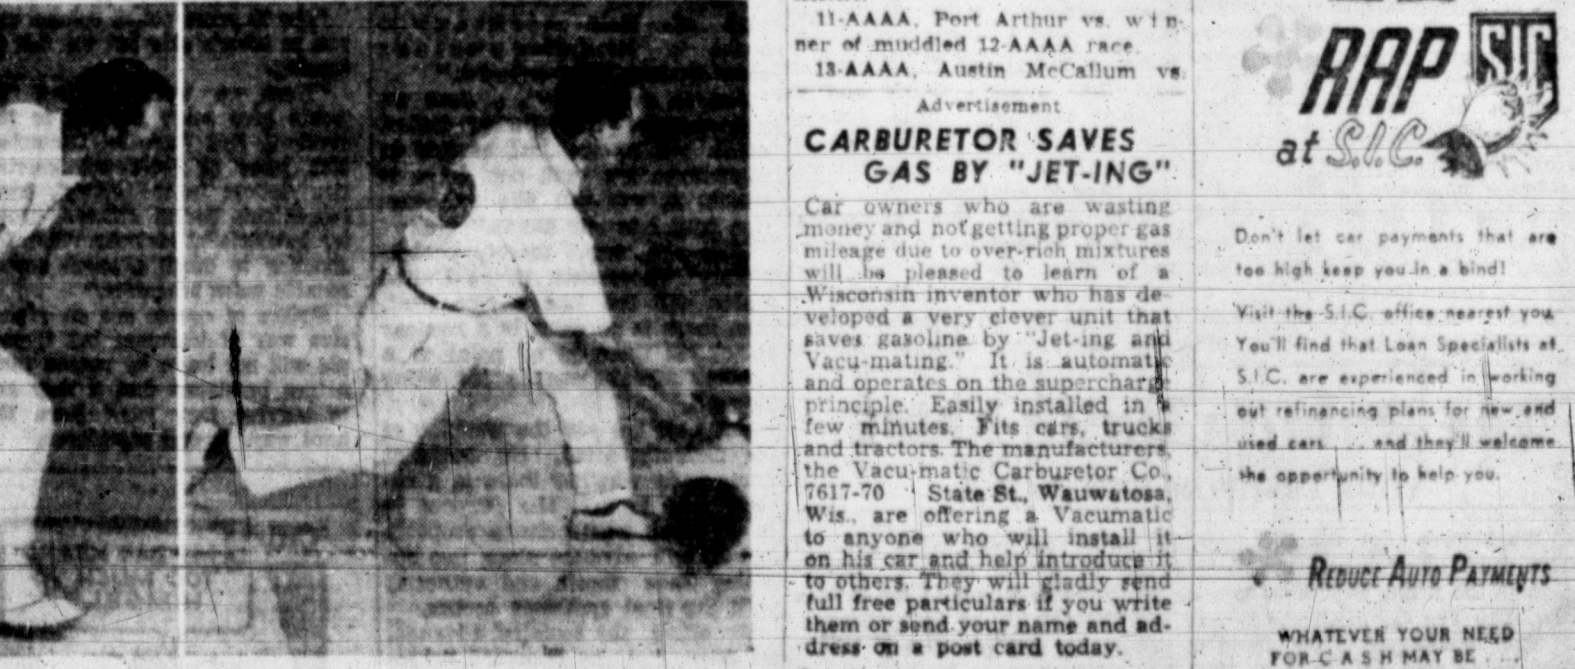 11-AAAA, Port Arthur vs. win-
ner of muddled 12-AAAA race.
13-AAAA, Austin McCallum vs.
Advertisement
CARBURETOR SAVES
GAS BY "JET-ING"
Car owners who are wasting
money and not getting proper gas
mileage due to over-rich mixtures
will be pleased to learn of a
Wisconsin inventor who has de-
veloped a very clever unit that
saves gasoline by "Jet-ing and
Vacu-mating." It is automatic
and operates on the supercharge
principle. Easily installed in a
few minutes. Fits cars, trucks
and tractors. The manufacturers,
the Vacu-matic Carburetor Co.,
7617-70 State St., Wauwatosa,
Wis., are offering a Vacumatic
to anyone who will install it
on his car and help introduce it
to others. They will gladly send
full free particulars if you write
them or send your name and ad-
dress on a post card today.
RAP SIC
at S.I.C.
Don't let car payments that are
too high keep you in a bind!
Visit the S.I.C. office nearest you.
You'll find that Loan Specialists at
S.I.C. are experienced in working
out refinancing plans for new and
used cars ... and they'll welcome
the opportunity to help you.
REDUCE AUTO PAYMENTS
WHATEVER YOUR NEED
FOR CASH MAY BE